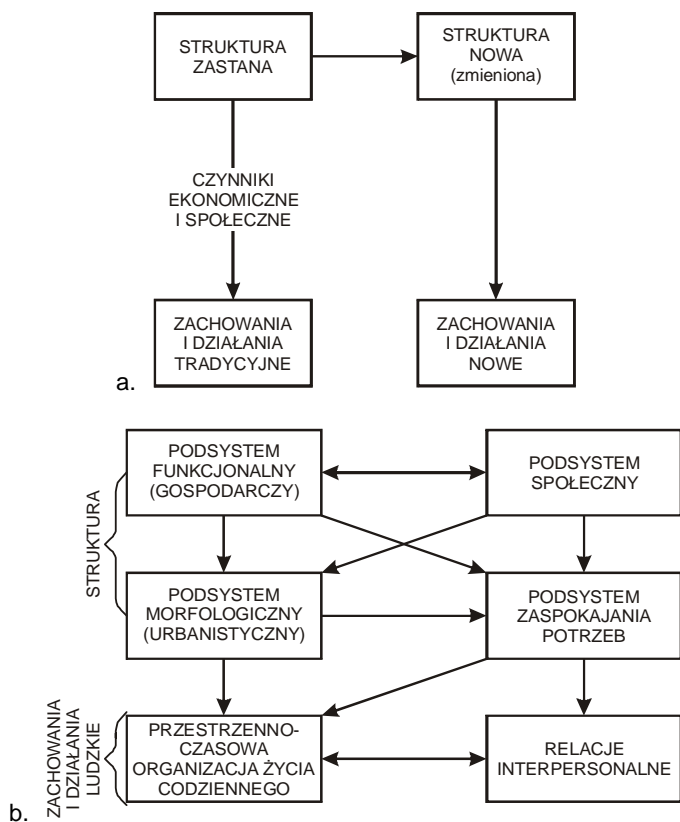 STRUKTURA
ZASTANA
STRUKTURA
NOWA
(zmieniona)
CZYNNIKI
EKONOMICZNE
I SPOŁECZNE
ZACHOWANIA
I DZIAŁANIA
TRADYCYJNE
ZACHOWANIA
I DZIAŁANIA
NOWE
a.
PODSYSTEM
FUNKCJONALNY
(GOSPODARCZY)
PODSYSTEM
SPOŁECZNY
STRUKTURA
PODSYSTEM
MORFOLOGICZNY
(URBANISTYCZNY)
PODSYSTEM
ZASPOKAJANIA
POTRZEB
ZACHOWANIA
I DZIAŁANIA
LUDZKIE
PRZESTRZENNO-
CZASOWA
ORGANIZACJA ŻYCIA
CODZIENNEGO
RELACJE
INTERPERSONALNE
b.